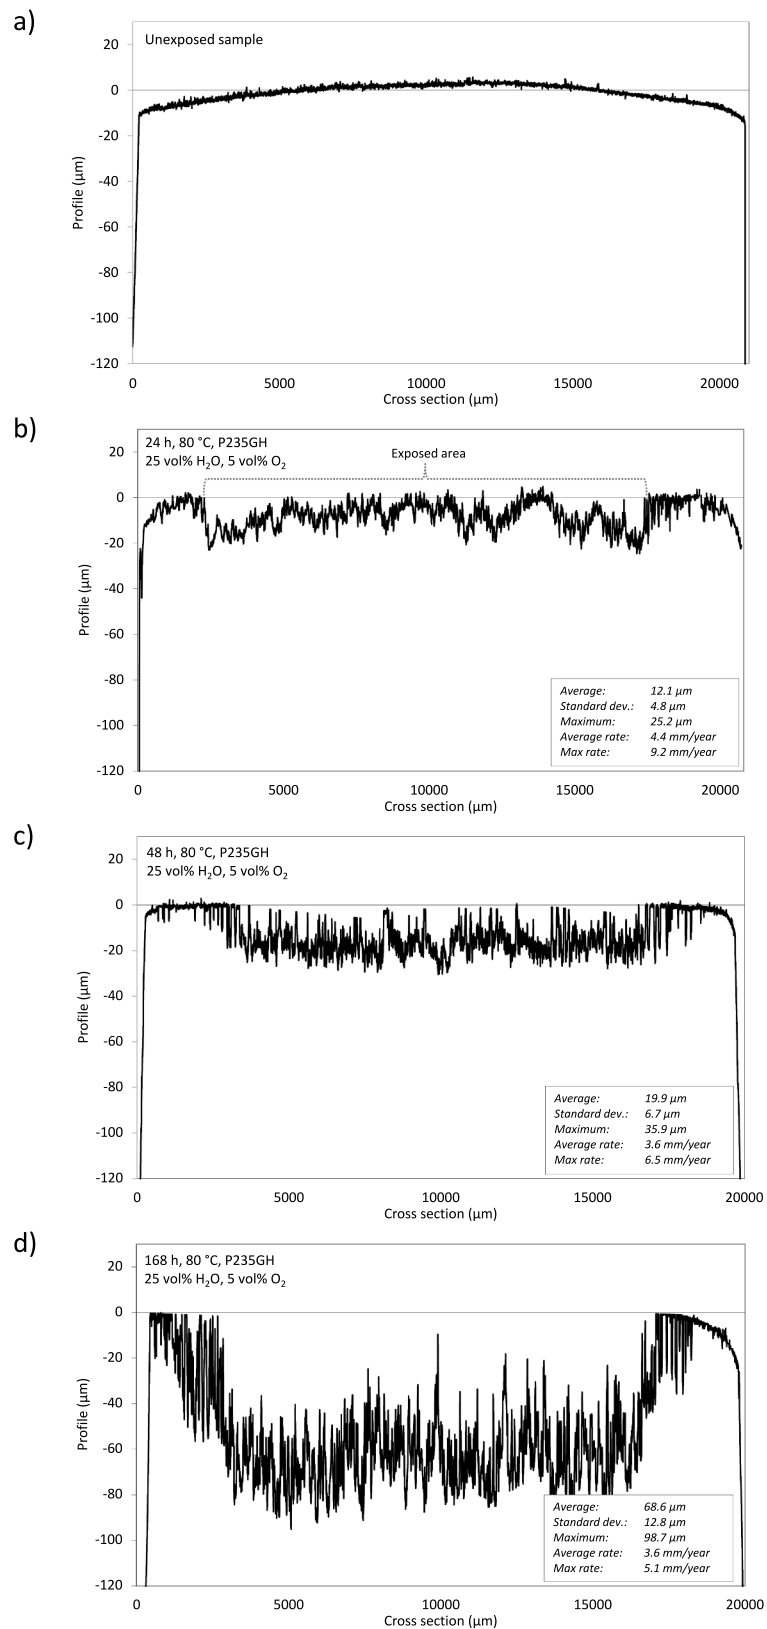 a)
Unexposed sample
20
0
-20
-40
-60
-80
-100
-120
Profile (µm)
0 5000 10000 15000 20000
Cross section (µm)
b)
24 h, 80 °C, P235GH
25 vol% H₂O, 5 vol% O₂
Exposed area
20
0
-20
-40
-60
-80
-100
-120
Profile (µm)
Average: 12.1 µm
Standard dev.: 4.8 µm
Maximum: 25.2 µm
Average rate: 4.4 mm/year
Max rate: 9.2 mm/year
0 5000 10000 15000 20000
Cross section (µm)
c)
48 h, 80 °C, P235GH
25 vol% H₂O, 5 vol% O₂
20
0
-20
-40
-60
-80
-100
-120
Profile (µm)
Average: 19.9 µm
Standard dev.: 6.7 µm
Maximum: 35.9 µm
Average rate: 3.6 mm/year
Max rate: 6.5 mm/year
0 5000 10000 15000 20000
Cross section (µm)
d)
168 h, 80 °C, P235GH
25 vol% H₂O, 5 vol% O₂
20
0
-20
-40
-60
-80
-100
-120
Profile (µm)
Average: 68.6 µm
Standard dev.: 12.8 µm
Maximum: 98.7 µm
Average rate: 3.6 mm/year
Max rate: 5.1 mm/year
0 5000 10000 15000 20000
Cross section (µm)